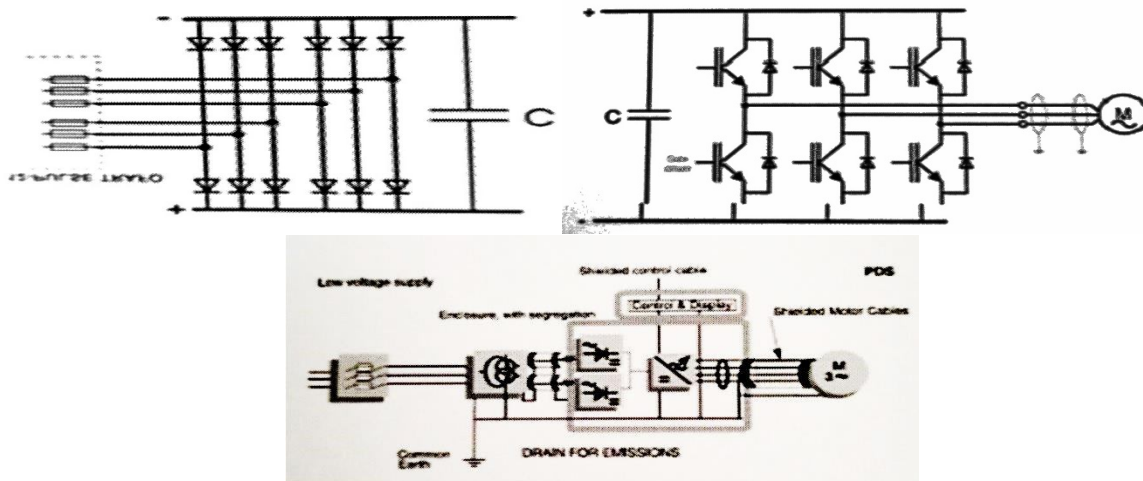 -
C
12 PULSE TRAFO
+
+
C
Gate
driver
M
-
Low voltage supply
Shielded control cable
PDS
Control & Display
Enclosure, with segregation
Shielded Motor Cables
M
3~
Common
Earth
DRAIN FOR EMISSIONS